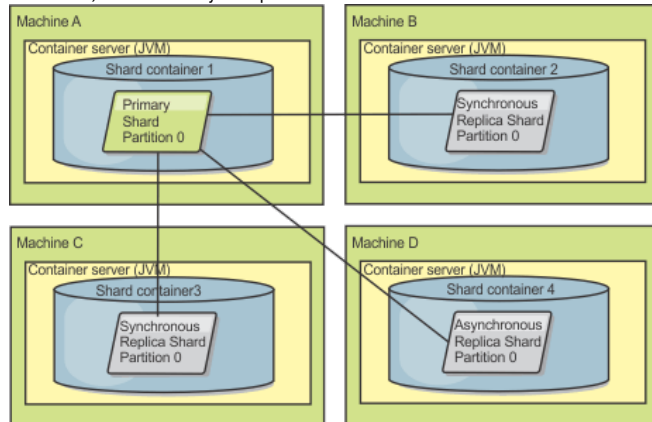 Machine A
Container server (JVM)
Shard container 1
Primary
Shard
Partition 0
Machine B
Container server (JVM)
Shard container 2
Synchronous
Replica Shard
Partition 0
Machine C
Container server (JVM)
Shard container3
Synchronous
Replica Shard
Partition 0
Machine D
Container server (JVM)
Shard container 4
Asynchronous
Replica Shard
Partition 0